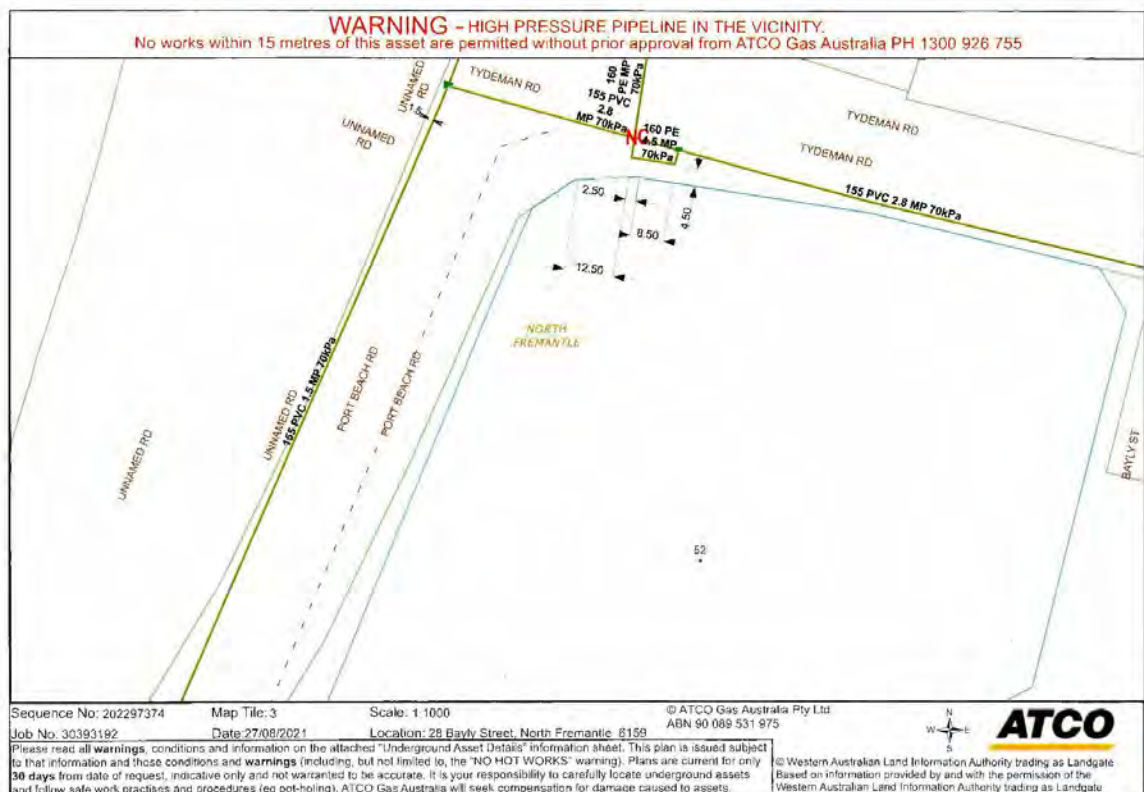 WARNING - HIGH PRESSURE PIPELINE IN THE VICINITY.
No works within 15 metres of this asset are permitted without prior approval from ATCO Gas Australia PH 1300 926 755
UNNAMED
RD
TYDEMAN RD
160
PE MP
70kPa
155 PVC
2.8
MP 70kPa
1.5
UNNAMED
RD
NC
160 PE
1.5 MP
70kPa
TYDEMAN RD
TYDEMAN RD
155 PVC 2.8 MP 70kPa
2.50
4.50
8.50
12.50
NORTH
FREMANTLE
155 PVC 1.5 MP 70kPa
UNNAMED RD
PORT BEACH RD
PORT BEACH RD
UNNAMED RD
BAYLY ST
52
Sequence No: 202297374 Map Tile: 3 Scale: 1:1000
Job No: 30393192 Date:27/08/2021 Location: 28 Bayly Street, North Fremantle 6159
© ATCO Gas Australia Pty Ltd
ABN 90 089 531 975
N
W E
S
ATCO
Please read all warnings, conditions and information on the attached "Underground Asset Details" information sheet. This plan is issued subject
to that information and those conditions and warnings (including, but not limited to, the "NO HOT WORKS" warning). Plans are current for only
30 days from date of request, indicative only and not warranted to be accurate. It is your responsibility to carefully locate underground assets
and follow safe work practises and procedures (eg pot-holing). ATCO Gas Australia will seek compensation for damage caused to assets.
© Western Australian Land Information Authority trading as Landgate
Based on information provided by and with the permission of the
Western Australian Land Information Authority trading as Landgate